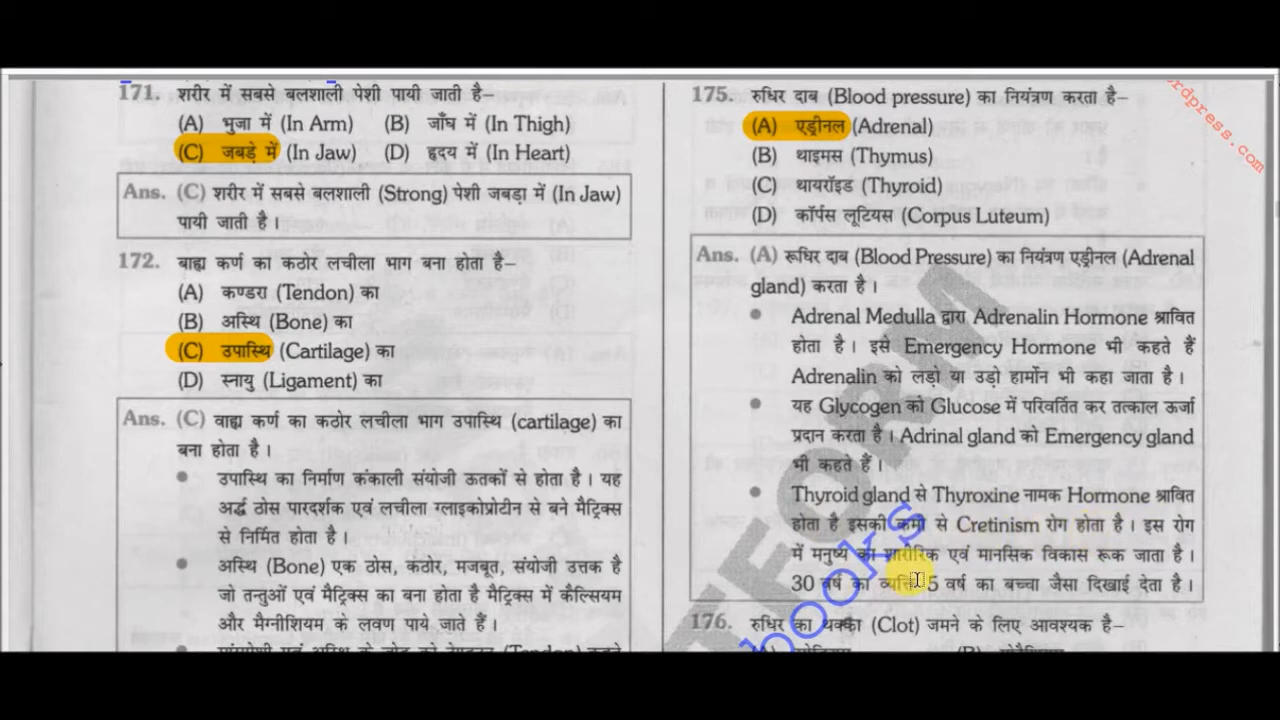 171. शरीर में सबसे बलशाली पेशी पायी जाती है–
(A) भुजा में (In Arm) (B) जाँघ में (In Thigh)
(C) जबड़े में (In Jaw) (D) हृदय में (In Heart)
Ans. (C) शरीर में सबसे बलशाली (Strong) पेशी जबड़ा में (In Jaw)
पायी जाती है।
172. बाह्य कर्ण का कठोर लचीला भाग बना होता है–
(A) कण्डरा (Tendon) का
(B) अस्थि (Bone) का
(C) उपास्थि (Cartilage) का
(D) स्नायु (Ligament) का
Ans. (C) वाह्य कर्ण का कठोर लचीला भाग उपास्थि (cartilage) का
बना होता है।
उपास्थि का निर्माण कंकाली संयोजी ऊतकों से होता है। यह
अर्द्ध ठोस पारदर्शक एवं लचीला ग्लाइकोप्रोटीन से बने मैट्रिक्स
से निर्मित होता है।
अस्थि (Bone) एक ठोस, कठोर, मजबूत, संयोजी उत्तक है
जो तन्तुओं एवं मैट्रिक्स का बना होता है मैट्रिक्स में कैल्सियम
और मैग्नीशियम के लवण पाये जाते हैं।
175. रुधिर दाब (Blood pressure) का नियंत्रण करता है–
(A) एड्रीनल (Adrenal)
(B) थाइमस (Thymus)
(C) थायरॉइड (Thyroid)
(D) कॉर्पस लूटियस (Corpus Luteum)
Ans. (A) रूधिर दाब (Blood Pressure) का नियंत्रण एड्रीनल (Adrenal
gland) करता है।
Adrenal Medulla द्वारा Adrenalin Hormone श्रावित
होता है। इसे Emergency Hormone भी कहते हैं
Adrenalin को लड़ो या उड़ो हार्मोन भी कहा जाता है।
यह Glycogen को Glucose में परिवर्तित कर तत्काल ऊर्जा
प्रदान करता है। Adrinal gland को Emergency gland
भी कहते हैं।
Thyroid gland से Thyroxine नामक Hormone श्रावित
होता है इसकी कमी से Cretinism रोग होता है। इस रोग
में मनुष्य का शारीरिक एवं मानसिक विकास रूक जाता है।
30 वर्ष का व्यक्ति 5 वर्ष का बच्चा जैसा दिखाई देता है।
176. रुधिर का थक्का (Clot) जमने के लिए आवश्यक है–
rdpress.com
TFORM
books